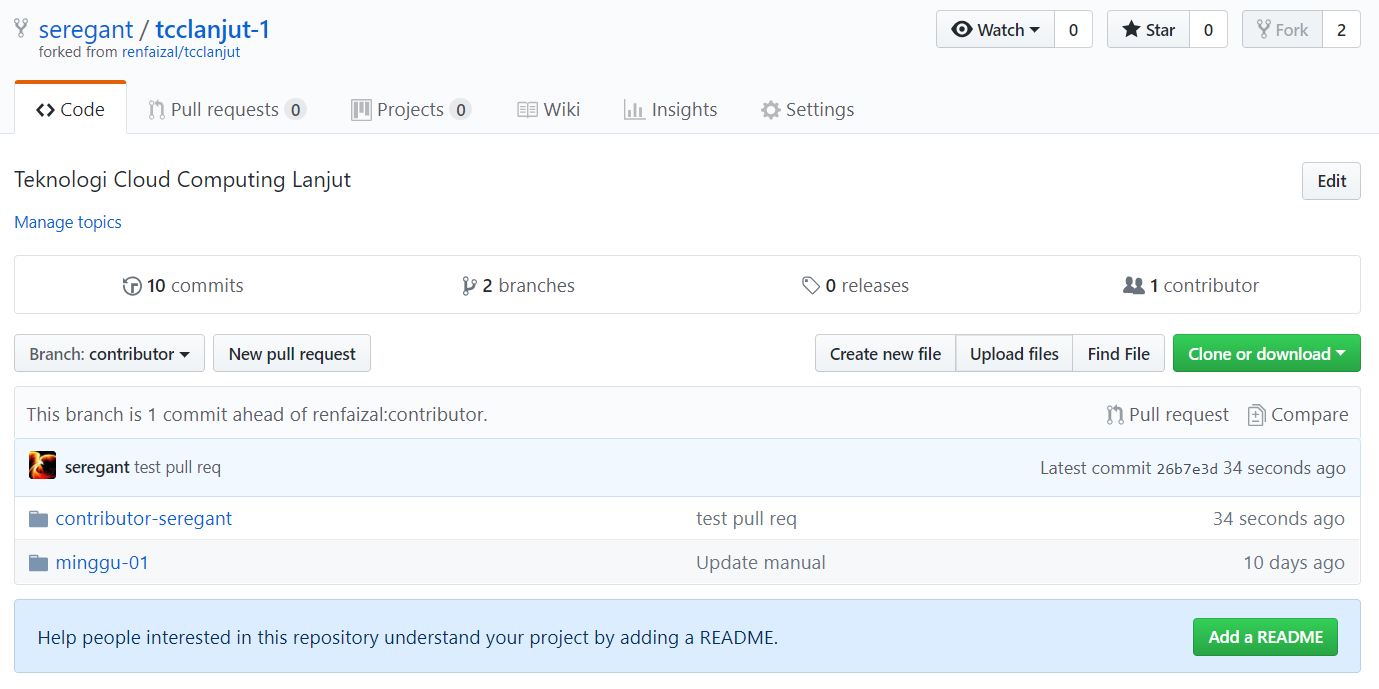 seregant / tcclanjut-1
forked from renfaizal/tcclanjut
Watch 0 Star 0 Fork 2
Code Pull requests 0 Projects 0 Wiki Insights Settings
Teknologi Cloud Computing Lanjut
Edit
Manage topics
10 commits 2 branches 0 releases 1 contributor
Branch: contributor New pull request Create new file Upload files Find File Clone or download
This branch is 1 commit ahead of renfaizal:contributor. Pull request Compare
seregant test pull req Latest commit 26b7e3d 34 seconds ago
contributor-seregant test pull req 34 seconds ago
minggu-01 Update manual 10 days ago
Help people interested in this repository understand your project by adding a README. Add a README